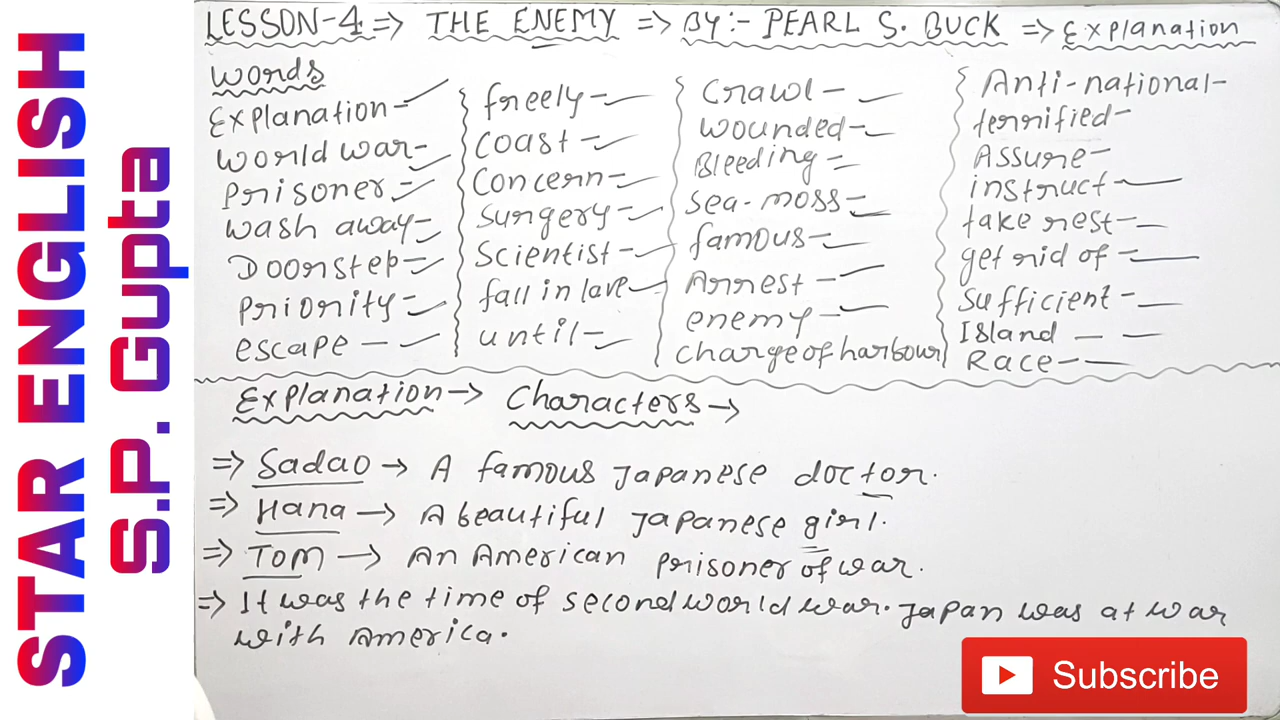 STAR ENGLISH
S.P. Gupta
LESSON-4 => THE ENEMY => By:- PEARL S. BUCK => Explanation
Words
Explanation-
World war-
Prisoner-
wash away-
Doorstep-
Priority-
escape-
freely-
Coast-
Concern-
Surgery-
Scientist-
fall in love-
until-
Crawl-
wounded-
Bleeding-
Sea-moss-
famous-
Arrest-
enemy-
Charge of harbour
Anti-national-
terrified-
Assure-
instruct-
take rest-
get rid of-
Sufficient-
Island-
Race-
Explanation→ Characters→
=> Sadao→ A famous Japanese doctor.
=> Hana→ A beautiful Japanese girl.
=> Tom→ An American prisoner of war.
=> It was the time of second world war. Japan was at war
with America.
Subscribe